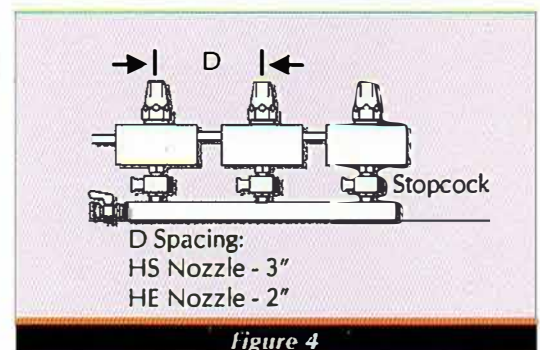 D
Stopcock
D Spacing:
HS Nozzle - 3"
HE Nozzle - 2"
Figure 4